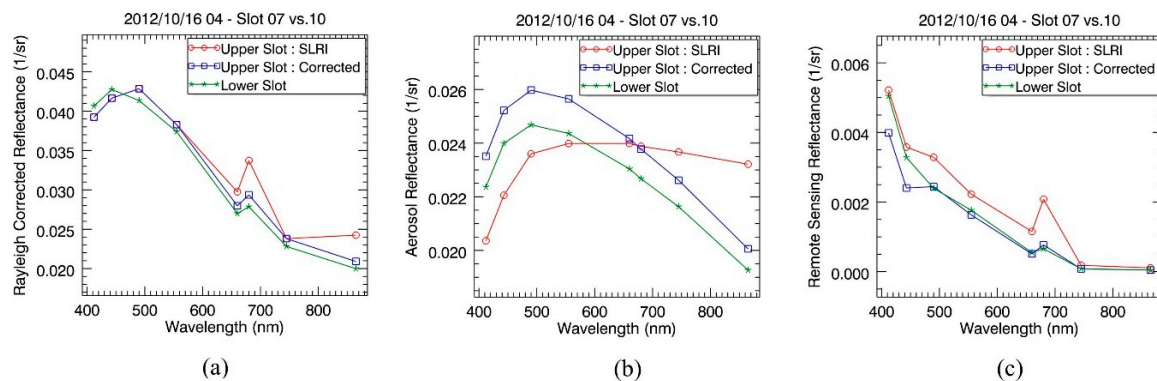 2012/10/16 04 - Slot 07 vs.10
Rayleigh Corrected Reflectance (1/sr)
0.045
0.040
0.035
0.030
0.025
0.020
Upper Slot : SLRI
Upper Slot : Corrected
Lower Slot
400 500 600 700 800
Wavelength (nm)
(a)
2012/10/16 04 - Slot 07 vs.10
Aerosol Reflectance (1/sr)
0.026
0.024
0.022
0.020
Upper Slot : SLRI
Upper Slot : Corrected
Lower Slot
400 500 600 700 800
Wavelength (nm)
(b)
2012/10/16 04 - Slot 07 vs.10
Remote Sensing Reflectance (1/sr)
0.006
0.004
0.002
0.000
Upper Slot : SLRI
Upper Slot : Corrected
Lower Slot
400 500 600 700 800
Wavelength (nm)
(c)